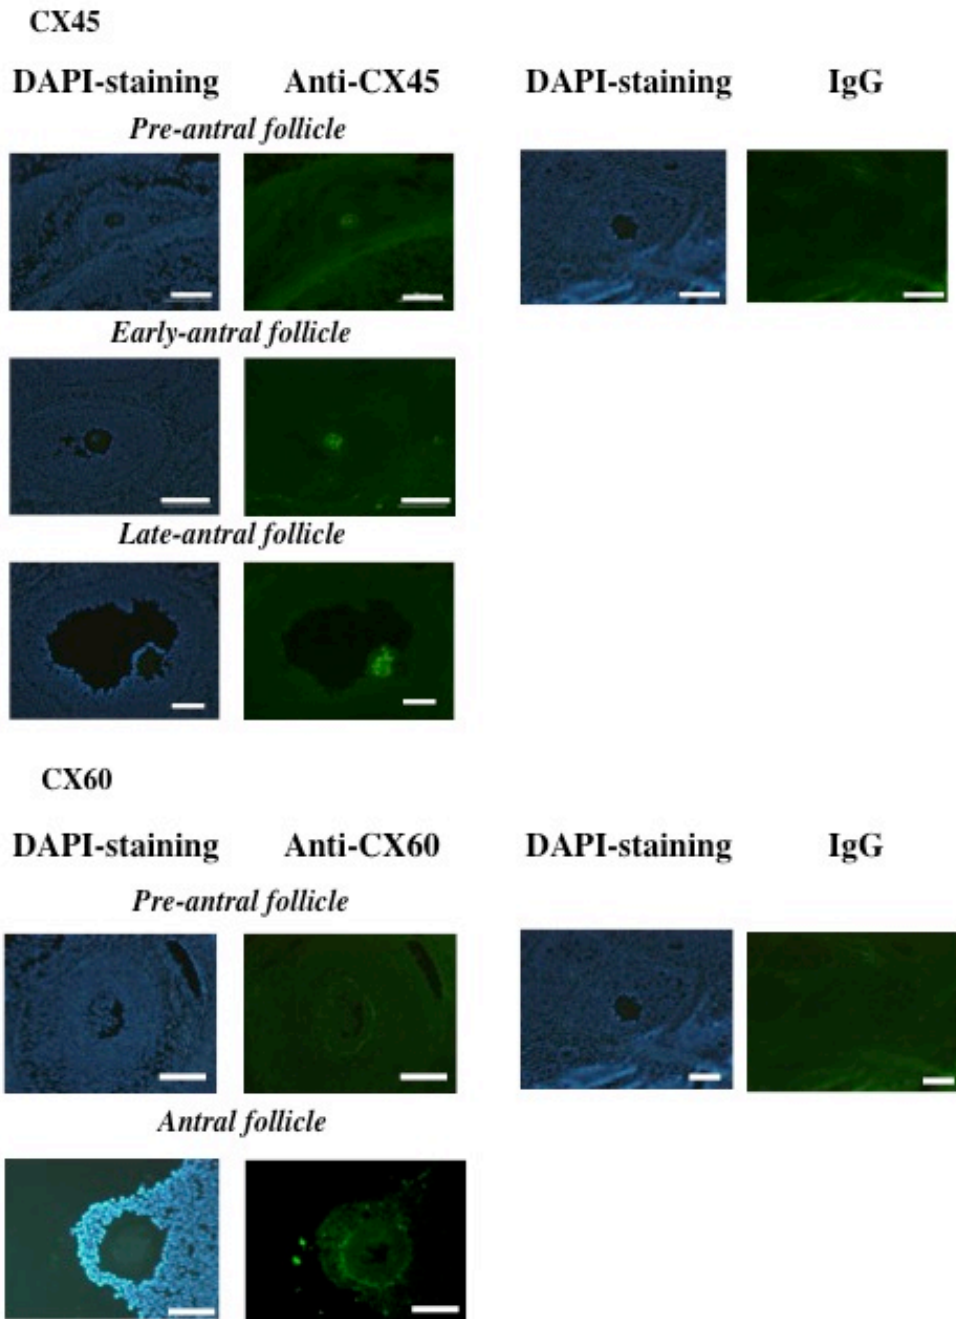 CX45
DAPI-staining Anti-CX45 DAPI-staining IgG
Pre-antral follicle
Early-antral follicle
Late-antral follicle
CX60
DAPI-staining Anti-CX60 DAPI-staining IgG
Pre-antral follicle
Antral follicle